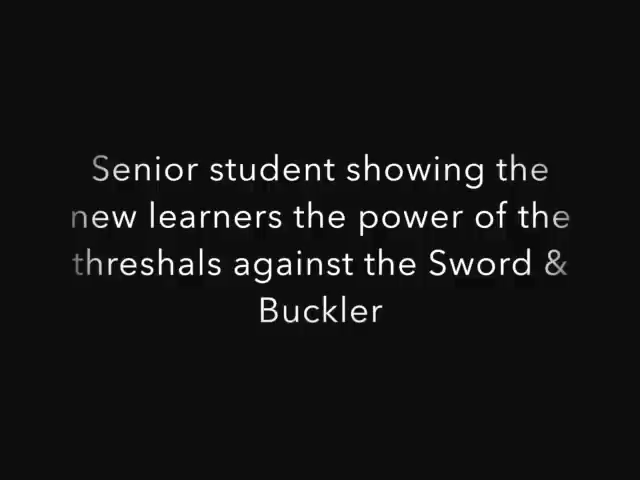 Senior student showing the
new learners the power of the
threshals against the Sword &
Buckler